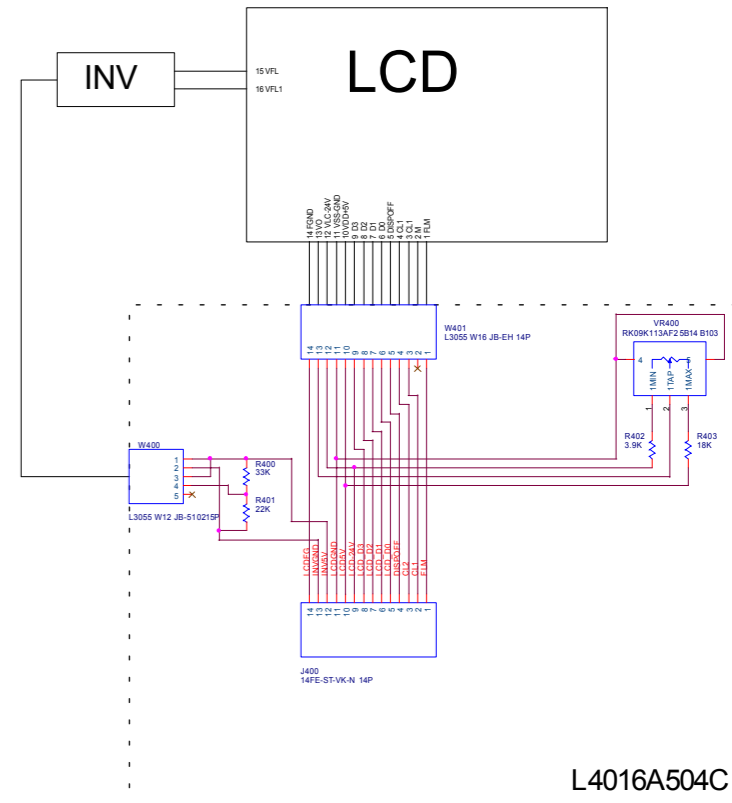 INV
LCD
15 VFL
16 VFL1
14 FGND
13 VO
12 VLC-24V
11 VSS-GND
10 VDD+5V
9 D3
8 D2
7 D1
6 D0
5 DISPOFF
4 CL1
3 CL1
2 M
1 FLM
W401
L3055 W16 JB-EH 14P
14
13
12
11
10
9
8
7
6
5
4
3
2
1
VR400
RK09K113AF25B14 B103
4
5
1MIN
1TAP
1MAX
1
2
3
R402
3.9K
R403
18K
W400
1
2
3
4
5
L3055 W12 JB-510215P
R400
33K
R401
22K
LCDFG
INVGND
INV5V
LCDGND
LCD5V
LCD-24V
LCD_D3
LCD_D2
LCD_D1
LCD_D0
DISPOFF
CL2
CL1
FLM
14
13
12
11
10
9
8
7
6
5
4
3
2
1
J400
14FE-ST-VK-N 14P
L4016A504C